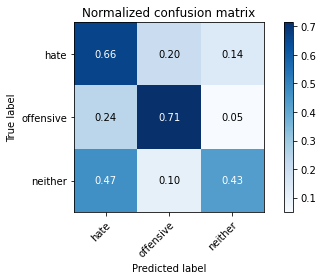 Normalized confusion matrix
True label
hate 0.66 0.20 0.14
offensive 0.24 0.71 0.05
neither 0.47 0.10 0.43
hate offensive neither
Predicted label
0.7
0.6
0.5
0.4
0.3
0.2
0.1